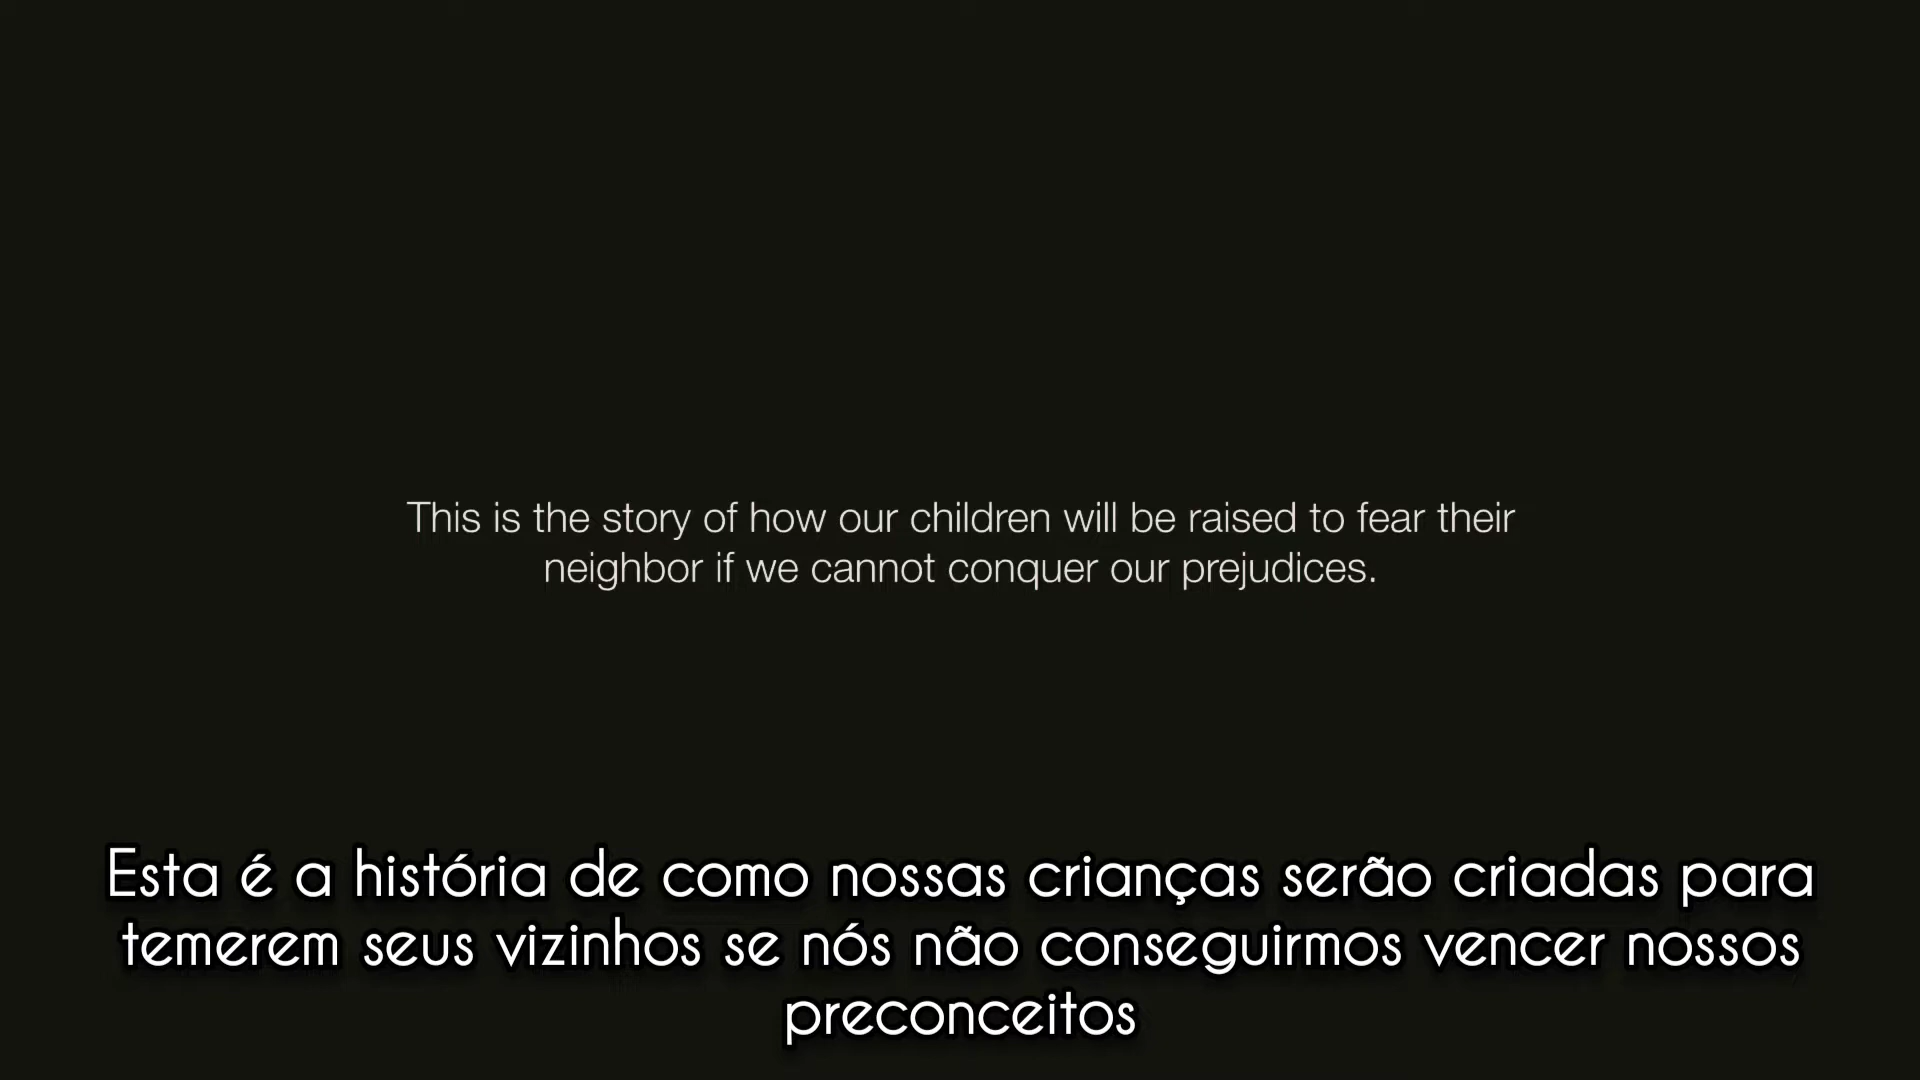 This is the story of how our children will be raised to fear their
neighbor if we cannot conquer our prejudices.
Esta é a história de como nossas crianças serão criadas para
temerem seus vizinhos se nós não conseguirmos vencer nossos
preconceitos